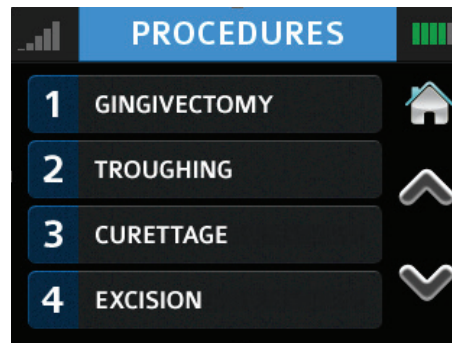 PROCEDURES
1 GINGIVECTOMY
2 TROUGHING
3 CURETTAGE
4 EXCISION